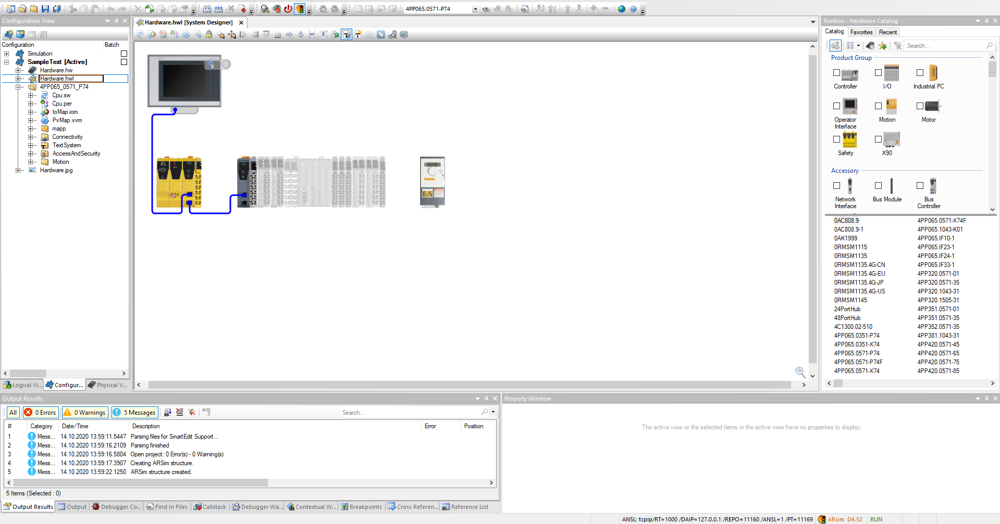 4PP065.0571-P74
Configuration View
Configuration
Batch
Simulation
SampleText [Active]
Hardware.hw
Hardware.hwl
4PP065_0571_P74
Cpu.sw
Cpu.per
IoMap.iom
PvMap.vvm
mapp
Connectivity
TextSystem
AccessAndSecurity
Motion
Hardware.jpg
Logical Vi...
Configur...
Physical V...
Hardware.hwl [System Designer]
Toolbox - Hardware Catalog
Catalog
Favorites
Recent
Search...
Product Group
Controller
I/O
Industrial PC
Operator Interface
Motion
Motor
Safety
X90
Accessory
Network Interface
Bus Module
Bus Controller
0AC808.9
0AC808.9-1
0AK1999
0RMSM1115
0RMSM1135
0RMSM1135.4G-CN
0RMSM1135.4G-EU
0RMSM1135.4G-JP
0RMSM1135.4G-US
0RMSM1145
24PortHub
48PortHub
4C1300.02-510
4PP065.0351-P74
4PP065.0351-X74
4PP065.0571-P74
4PP065.0571-P74F
4PP065.0571-X74
4PP065.0571-X74F
4PP065.1043-K01
4PP065.IF10-1
4PP065.IF23-1
4PP065.IF24-1
4PP065.IF33-1
4PP320.0571-01
4PP320.0571-35
4PP320.1043-31
4PP320.1505-31
4PP351.0571-01
4PP351.0571-35
4PP352.0571-35
4PP381.1043-31
4PP420.0571-45
4PP420.0571-65
4PP420.0571-75
4PP420.0571-85
Output Results
All
0 Errors
0 Warnings
5 Messages
Search...
# Category Date/Time Description Error Position
1 Mess... 14.10.2020 13:59:11.5447 Parsing files for SmartEdit Support...
2 Mess... 14.10.2020 13:59:16.2109 Parsing finished
3 Mess... 14.10.2020 13:59:16.5804 Open project: 0 Error(s) - 0 Warning(s)
4 Mess... 14.10.2020 13:59:17.3907 Creating ARSim structure.
5 Mess... 14.10.2020 13:59:22.1250 ARSim structure created.
5 Items (Selected : 0)
Output Results
Output
Debugger Co...
Find in Files
Callstack
Debugger Wa...
Contextual W...
Breakpoints
Cross Referen...
Reference List
Property Window
The active view or the selected items in the active view have no properties to display.
ANSL: tcpip/RT=1000 /DAIP=127.0.0.1 /REPO=11160 /ANSL=1 /PT=11169
ARsim
D4.52
RUN